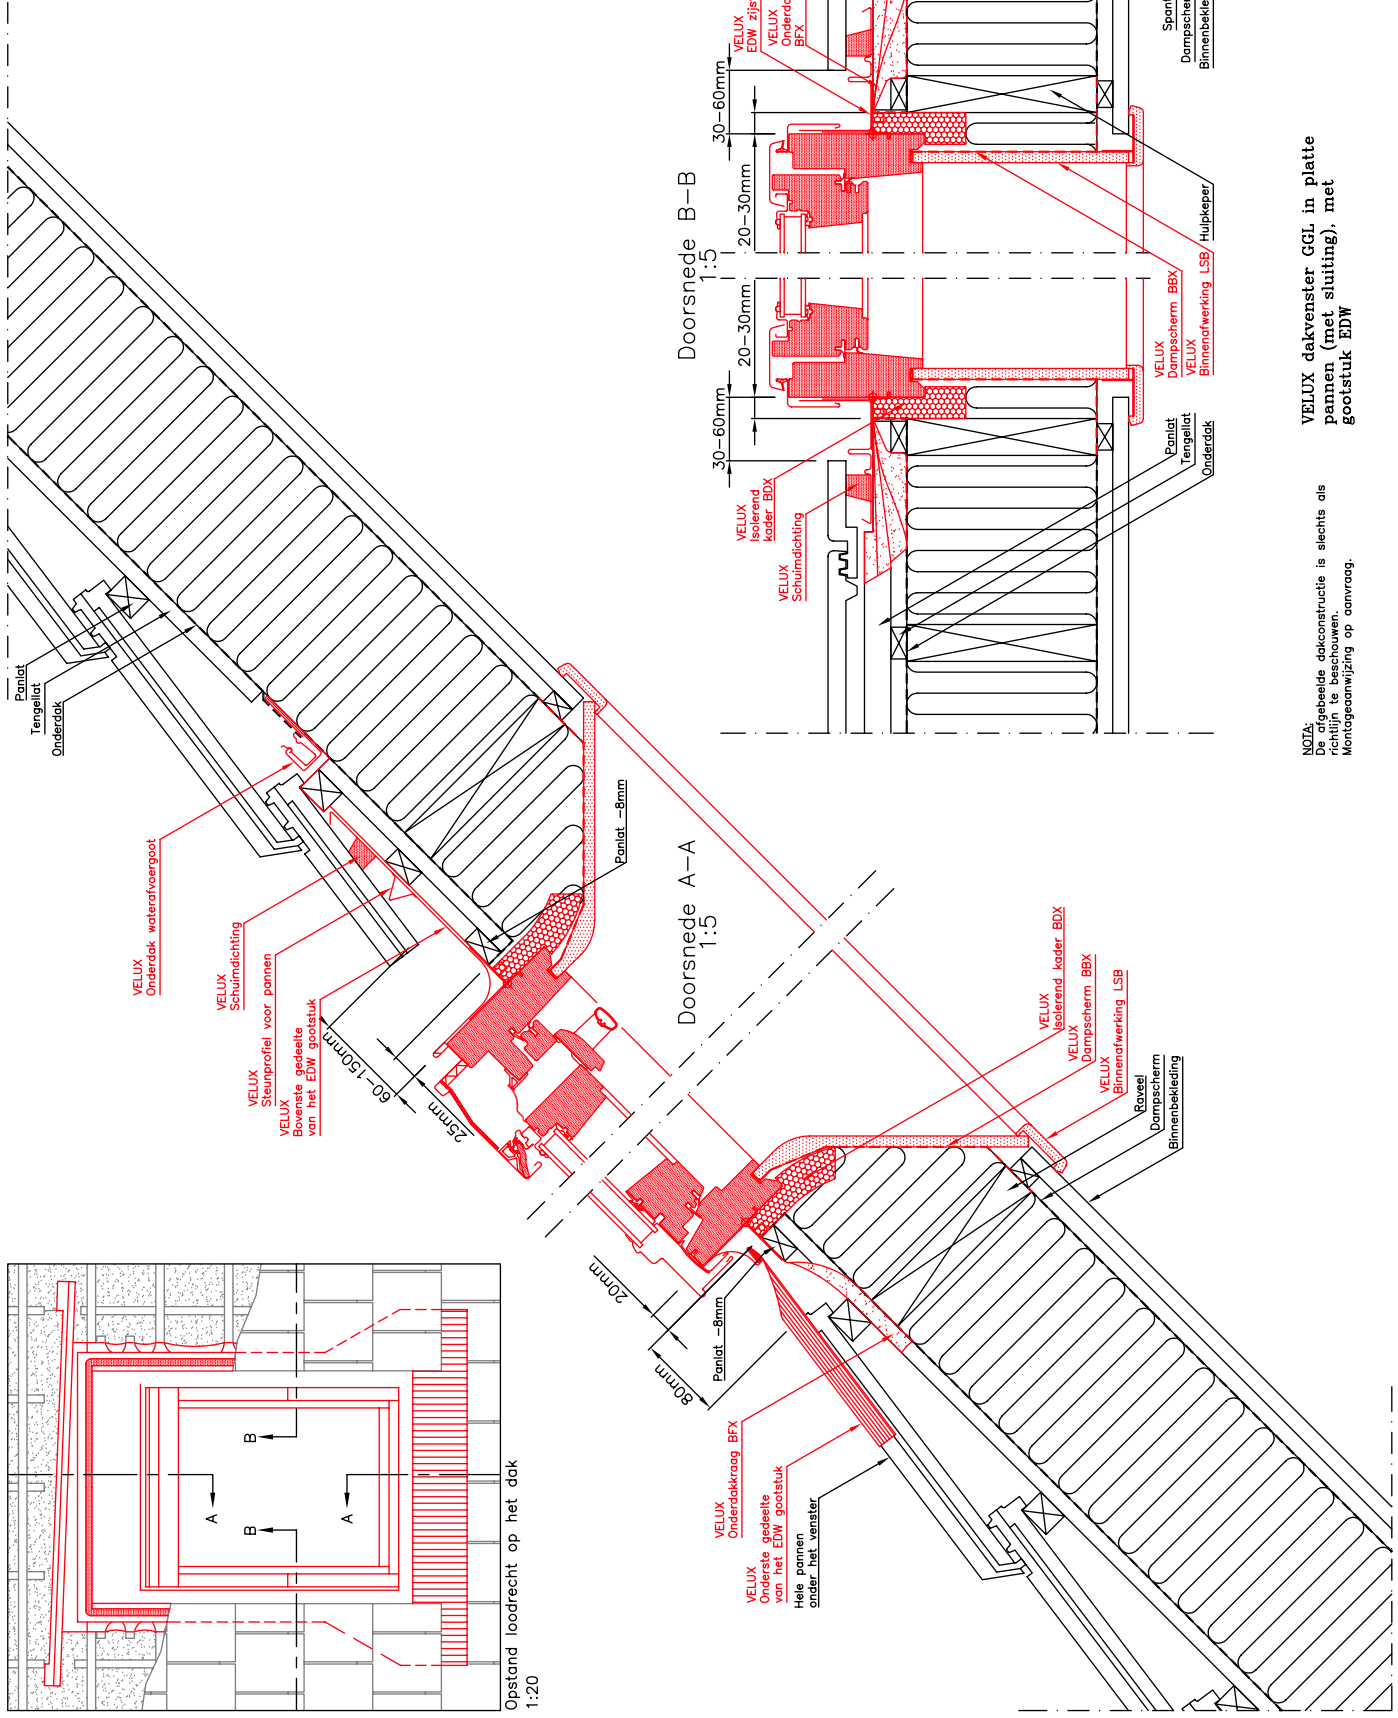 Opstand loodrecht op het dak
1:20
A
A
B
B
Panlat
Tengellat
Onderdak
VELUX
Onderdak waterafvoergoot
VELUX
Schuimdichting
VELUX
Steunprofiel voor pannen
VELUX
Bovenste gedeelte
van het EDW gootstuk
60-150mm
25mm
Panlat -8mm
Doorsnede A-A
1:5
20mm
80mm
Panlat -8mm
VELUX
Onderdakkraag BFX
VELUX
Onderste gedeelte
van het EDW gootstuk
Hele pannen
onder het venster
VELUX
Isolerend kader BDX
VELUX
Dampscherm BBX
VELUX
Binnenafwerking LSB
Raveel
Dampscherm
Binnenbekleding
Doorsnede B-B
1:5
30-60mm
20-30mm
20-30mm
30-60mm
VELUX
Isolerend
kader BDX
VELUX
Schuimdichting
VELUX
EDW
VELUX
BFX
Panlat
Tengellat
Onderdak
VELUX
Dampscherm BBX
VELUX
Binnenafwerking LSB
Hulpkeper
VELUX dakvenster GGL in platte
pannen (met sluiting), met
gootstuk EDW
NOTA:
De afgebeelde dakconstructie is slechts als
richtlijn te beschouwen.
Montageaanwijzing op aanvraag.